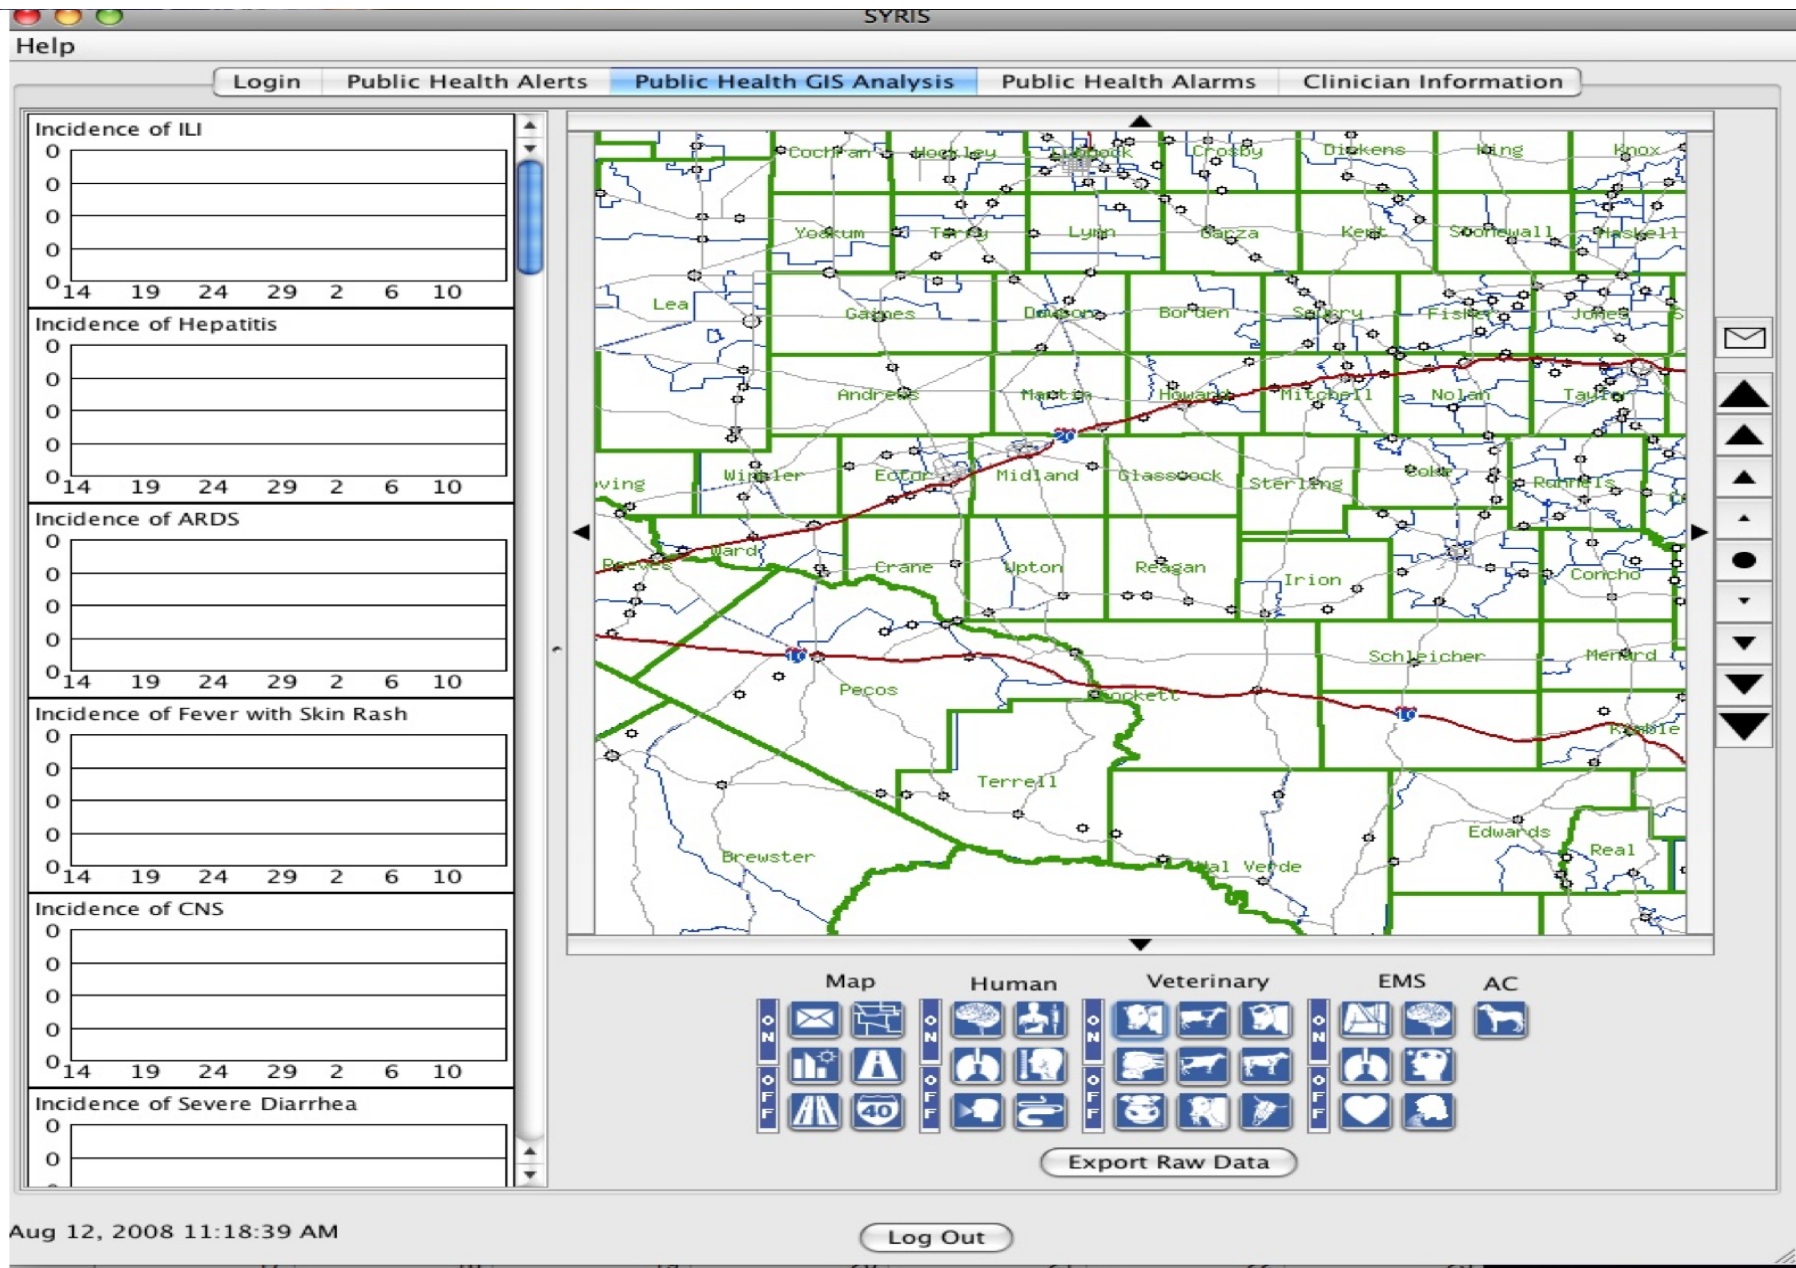 SYRIS
Help
Login Public Health Alerts Public Health GIS Analysis Public Health Alarms Clinician Information
Incidence of ILI
0
0
0
0
0
14 19 24 29 2 6 10
Incidence of Hepatitis
0
0
0
0
0
14 19 24 29 2 6 10
Incidence of ARDS
0
0
0
0
0
14 19 24 29 2 6 10
Incidence of Fever with Skin Rash
0
0
0
0
0
14 19 24 29 2 6 10
Incidence of CNS
0
0
0
0
0
14 19 24 29 2 6 10
Incidence of Severe Diarrhea
0
0
Cochran Hockley Lubbock Crosby Dickens King Knox
Yoakum Terry Lynn Garza Kent Stonewall Haskell
Lea Gaines Dawson Borden Scurry Fisher Jones
Andrews Martin Howard Mitchell Nolan Taylor
20
ving Winkler Ector Midland Glasscock Sterling Coke Runnels
Reeves Ward Crane Upton Reagan Irion Concho
10 Pecos Crockett Schleicher Menard
10 Kimble
Terrell
Brewster Val Verde Edwards Real
Map Human Veterinary EMS AC
ON ON ON ON
OFF OFF OFF OFF
40
Export Raw Data
Aug 12, 2008 11:18:39 AM
Log Out